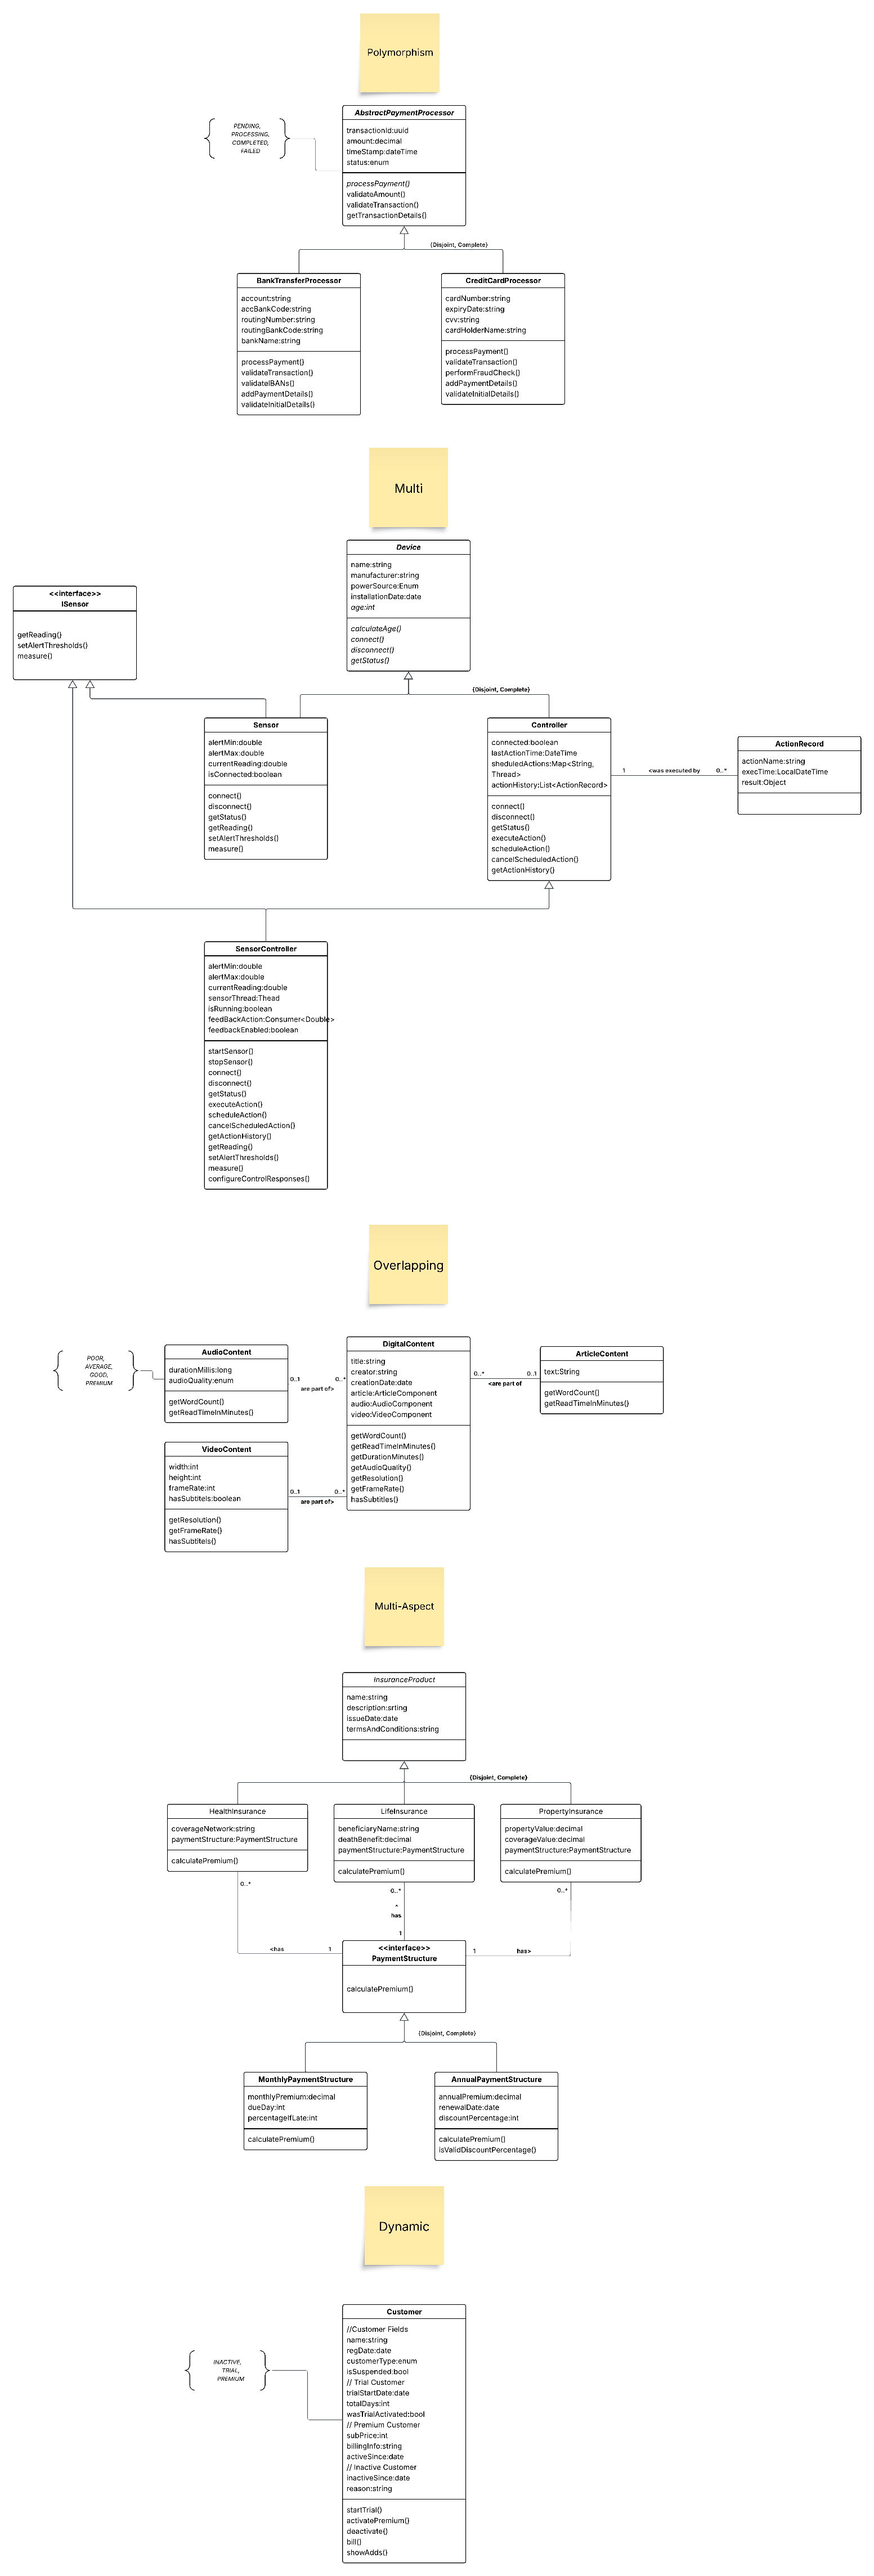 Polymorphism
PENDING,
PROCESSING,
COMPLETED,
FAILED
AbstractPaymentProcessor
transactionId:uuid
amount:decimal
timeStamp:dateTime
status:enum
processPayment()
validateAmount()
validateTransaction()
getTransactionDetails()
{Disjoint, Complete}
BankTransferProcessor
account:string
accBankCode:string
routingNumber:string
routingBankCode:string
bankName:string
processPayment()
validateTransaction()
validateIBANs()
addPaymentDetails()
validateInitialDetails()
CreditCardProcessor
cardNumber:string
expiryDate:string
cvv:string
cardHolderName:string
processPayment()
validateTransaction()
performFraudCheck()
addPaymentDetails()
validateInitialDetails()
Multi
Device
name:string
manufacturer:string
powerSource:Enum
installationDate:date
age:int
calculateAge()
connect()
disconnect()
getStatus()
<<interface>>
ISensor
getReading()
setAlertThresholds()
measure()
{Disjoint, Complete}
Sensor
alertMin:double
alertMax:double
currentReading:double
isConnected:boolean
connect()
disconnect()
getStatus()
getReading()
setAlertThresholds()
measure()
Controller
connected:boolean
lastActionTime:DateTime
sheduledActions:Map<String,
Thread>
actionHistory:List<ActionRecord>
connect()
disconnect()
getStatus()
executeAction()
scheduleAction()
cancelScheduledAction()
getActionHistory()
1 <was executed by 0..*
ActionRecord
actionName:string
execTime:LocalDateTime
result:Object
SensorController
alertMin:double
alertMax:double
currentReading:double
sensorThread:Thead
isRunning:boolean
feedBackAction:Consumer<Double>
feedbackEnabled:boolean
startSensor()
stopSensor()
connect()
disconnect()
getStatus()
executeAction()
scheduleAction()
cancelScheduledAction()
getActionHistory()
getReading()
setAlertThresholds()
measure()
configureControlResponses()
Overlapping
POOR,
AVERAGE,
GOOD,
PREMIUM
AudioContent
durationMillis:long
audioQuality:enum
getWordCount()
getReadTimeInMinutes()
0..1 0..*
are part of>
DigitalContent
title:string
creator:string
creationDate:date
article:ArticleComponent
audio:AudioComponent
video:VideoComponent
getWordCount()
getReadTimeInMinutes()
getDurationMinutes()
getAudioQuality()
getResolution()
getFrameRate()
hasSubtitles()
0..* 0..1
<are part of
ArticleContent
text:String
getWordCount()
getReadTimeInMinutes()
VideoContent
width:int
height:int
frameRate:int
hasSubtitels:boolean
getResolution()
getFrameRate()
hasSubtitels()
0..1 0..*
are part of>
Multi-Aspect
InsuranceProduct
name:string
description:srting
issueDate:date
termsAndConditions:string
{Disjoint, Complete}
HealthInsurance
coverageNetwork:string
paymentStructure:PaymentStructure
calculatePremium()
LifeInsurance
beneficiaryName:string
deathBenefit:decimal
paymentStructure:PaymentStructure
calculatePremium()
PropertyInsurance
propertyValue:decimal
coverageValue:decimal
paymentStructure:PaymentStructure
calculatePremium()
0..*
0..*
0..*
^
has
1
<has 1
1 has>
<<interface>>
PaymentStructure
calculatePremium()
{Disjoint, Complete}
MonthlyPaymentStructure
monthlyPremium:decimal
dueDay:int
percentageIfLate:int
calculatePremium()
AnnualPaymentStructure
annualPremium:decimal
renewalDate:date
discountPercentage:int
calculatePremium()
isValidDiscountPercentage()
Dynamic
INACTIVE,
TRIAL,
PREMIUM
Customer
//Customer Fields
name:string
regDate:date
customerType:enum
isSuspended:bool
// Trial Customer
trialStartDate:date
totalDays:int
wasTrialActivated:bool
// Premium Customer
subPrice:int
billingInfo:string
activeSince:date
// Inactive Customer
inactiveSince:date
reason:string
startTrial()
activatePremium()
deactivate()
bill()
showAdds()